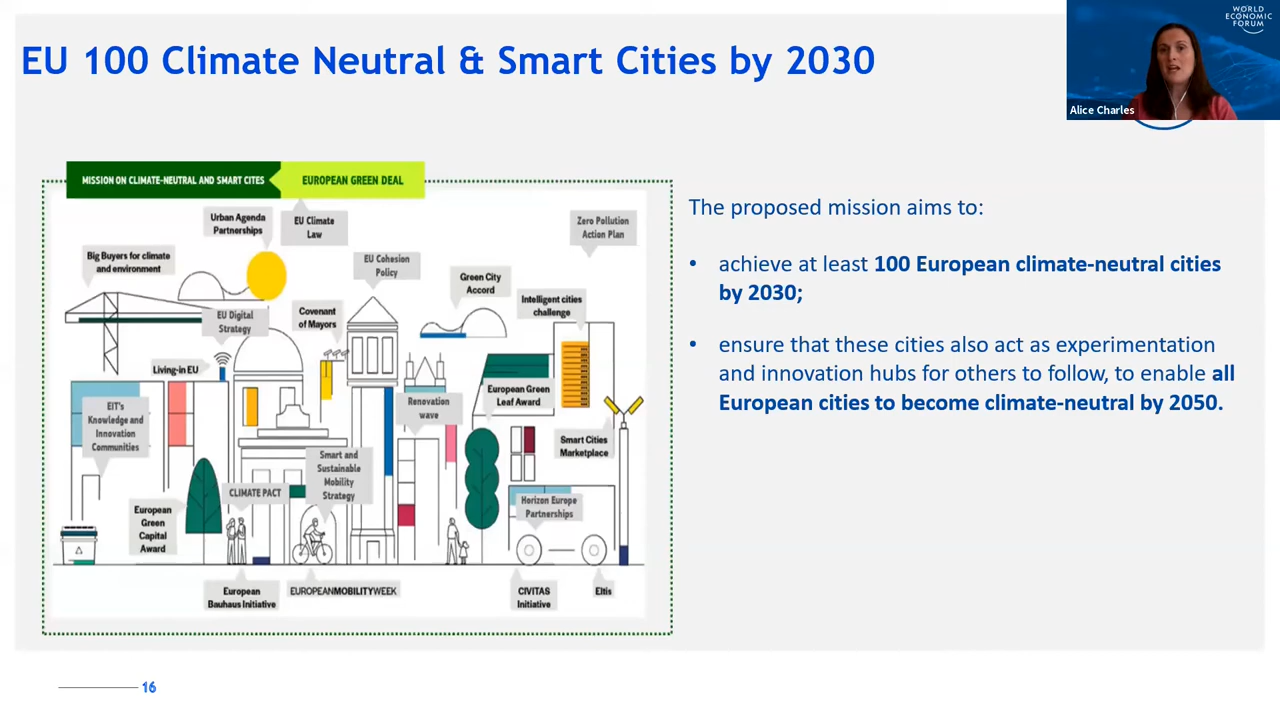 EU 100 Climate Neutral & Smart Cities by 2030
WORLD
ECONOMIC
FORUM
Alice Charles
MISSION ON CLIMATE-NEUTRAL AND SMART CITES
EUROPEAN GREEN DEAL
Urban Agenda
Partnerships
EU Climate
Law
Zero Pollution
Action Plan
Big Buyers for climate
and environment
EU Cohesion
Policy
Green City
Accord
Intelligent cities
challenge
EU Digital
Strategy
Covenant
of Mayors
Living-in EU
European Green
Leaf Award
EIT's
Knowledge and
Innovation
Communities
Renovation
wave
Smart Cities
Marketplace
Smart and
Sustainable
Mobility
Strategy
CLIMATE PACT
Horizon Europe
Partnerships
European
Green
Capital
Award
European
Bauhaus Initiative
EUROPEANMOBILITYWEEK
CIVITAS
Initiative
Eltis
The proposed mission aims to:
• achieve at least 100 European climate-neutral cities
by 2030;
• ensure that these cities also act as experimentation
and innovation hubs for others to follow, to enable all
European cities to become climate-neutral by 2050.
16